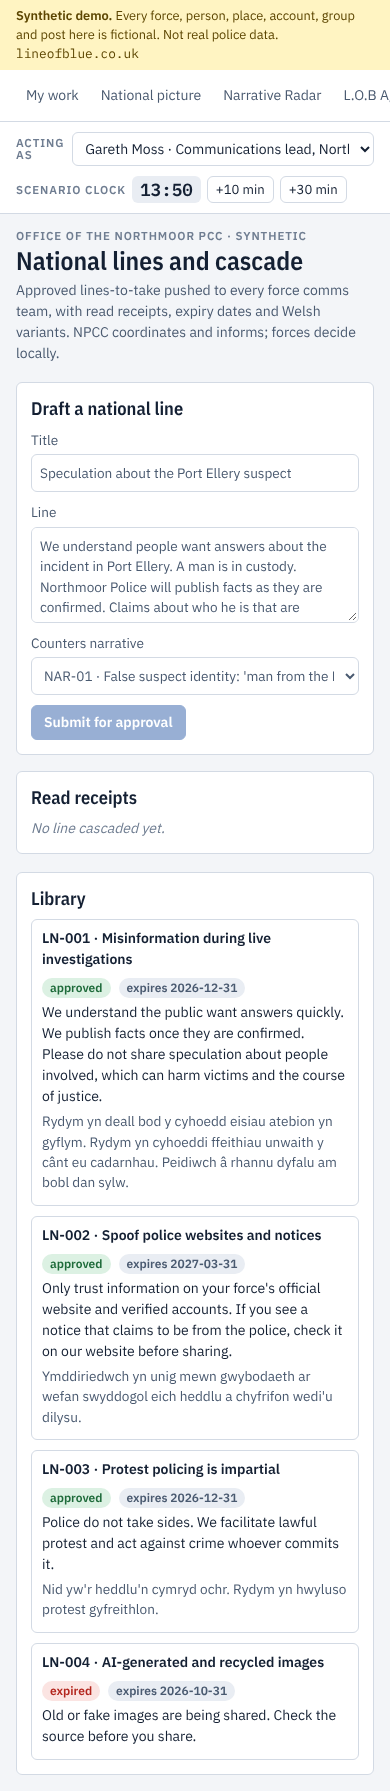 Synthetic demo. Every force, person, place, account, group
and post here is fictional. Not real police data.
lineofblue.co.uk
My work National picture Narrative Radar L.O.B A
ACTING
AS
Gareth Moss · Communications lead, North
SCENARIO CLOCK 13:50 +10 min +30 min
OFFICE OF THE NORTHMOOR PCC · SYNTHETIC
National lines and cascade
Approved lines-to-take pushed to every force comms
team, with read receipts, expiry dates and Welsh
variants. NPCC coordinates and informs; forces decide
locally.
Draft a national line
Title
Speculation about the Port Ellery suspect
Line
We understand people want answers about the
incident in Port Ellery. A man is in custody.
Northmoor Police will publish facts as they are
confirmed. Claims about who he is that are
Counters narrative
NAR-01 · False suspect identity: 'man from the
Submit for approval
Read receipts
No line cascaded yet.
Library
LN-001 · Misinformation during live
investigations
approved expires 2026-12-31
We understand the public want answers quickly.
We publish facts once they are confirmed.
Please do not share speculation about people
involved, which can harm victims and the course
of justice.
Rydym yn deall bod y cyhoedd eisiau atebion yn
gyflym. Rydym yn cyhoeddi ffeithiau unwaith y
cânt eu cadarnhau. Peidiwch â rhannu dyfalu am
bobl dan sylw.
LN-002 · Spoof police websites and notices
approved expires 2027-03-31
Only trust information on your force's official
website and verified accounts. If you see a
notice that claims to be from the police, check it
on our website before sharing.
Ymddiriedwch yn unig mewn gwybodaeth ar
wefan swyddogol eich heddlu a chyfrifon wedi'u
dilysu.
LN-003 · Protest policing is impartial
approved expires 2026-12-31
Police do not take sides. We facilitate lawful
protest and act against crime whoever commits
it.
Nid yw'r heddlu'n cymryd ochr. Rydym yn hwyluso
protest gyfreithlon.
LN-004 · AI-generated and recycled images
expired expires 2026-10-31
Old or fake images are being shared. Check the
source before you share.